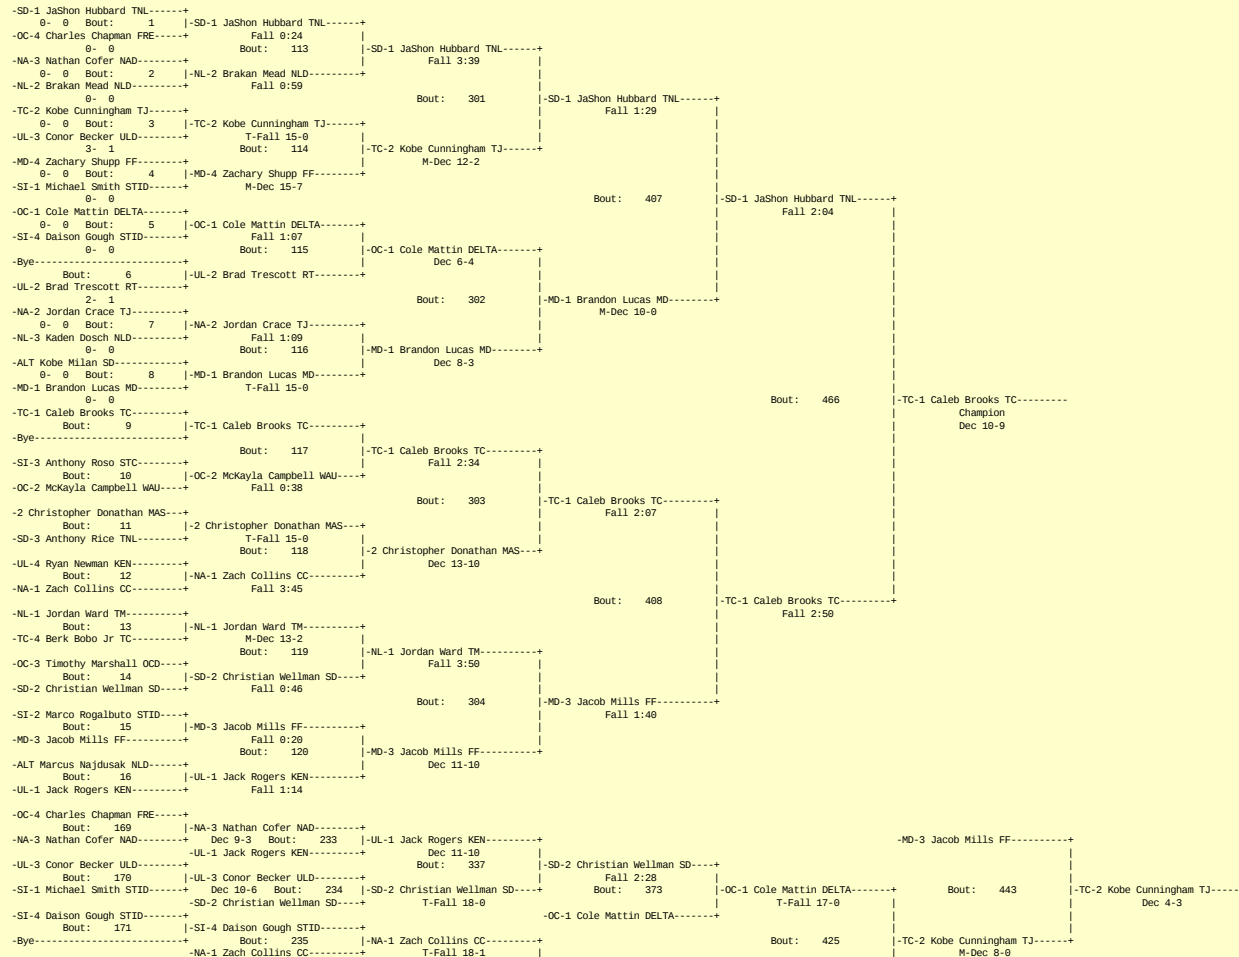 -SD-1 JaShon Hubbard TNL------+
0- 0 Bout: 1 |-SD-1 JaShon Hubbard TNL------+
-OC-4 Charles Chapman FRE-----+ Fall 0:24 |
0- 0 Bout: 113 |-SD-1 JaShon Hubbard TNL------+
-NA-3 Nathan Cofer NAD--------+ | Fall 3:39 |
0- 0 Bout: 2 |-NL-2 Brakan Mead NLD---------+ |
-NL-2 Brakan Mead NLD--------+ Fall 0:59 |
0- 0 Bout: 301 |-SD-1 JaShon Hubbard TNL------+
-TC-2 Kobe Cunningham TJ------+ | Fall 1:29 |
0- 0 Bout: 3 |-TC-2 Kobe Cunningham TJ------+ | |
-UL-3 Conor Becker ULD--------+ T-Fall 15-0 | | |
3- 1 Bout: 114 |-TC-2 Kobe Cunningham TJ------+ |
-MD-4 Zachary Shupp FF--------+ | M-Dec 12-2 |
0- 0 Bout: 4 |-MD-4 Zachary Shupp FF--------+ |
-SI-1 Michael Smith STID------+ M-Dec 15-7 |
0- 0 Bout: 407 |-SD-1 JaShon Hubbard TNL------+
-OC-1 Cole Mattin DELTA-------+ | Fall 2:04 |
0- 0 Bout: 5 |-OC-1 Cole Mattin DELTA-------+ | |
-SI-4 Daison Gough STID-------+ Fall 1:07 | | |
0- 0 Bout: 115 |-OC-1 Cole Mattin DELTA-------+ | |
-Bye--------------------------+ | Dec 6-4 | | |
Bout: 6 |-UL-2 Brad Trescott RT--------+ | | |
-UL-2 Brad Trescott RT--------+ | | |
2- 1 Bout: 302 |-MD-1 Brandon Lucas MD--------+ |
-NA-2 Jordan Crace TJ---------+ | M-Dec 10-0 |
0- 0 Bout: 7 |-NA-2 Jordan Crace TJ---------+ | |
-NL-3 Kaden Dosch NLD---------+ Fall 1:09 | | |
0- 0 Bout: 116 |-MD-1 Brandon Lucas MD--------+ |
-ALT Kobe Milan SD------------+ | Dec 8-3 |
0- 0 Bout: 8 |-MD-1 Brandon Lucas MD--------+ |
-MD-1 Brandon Lucas MD--------+ T-Fall 15-0 |
0- 0 Bout: 466 |-TC-1 Caleb Brooks TC---------
-TC-1 Caleb Brooks TC---------+ | Champion
Bout: 9 |-TC-1 Caleb Brooks TC---------+ | Dec 10-9
-Bye--------------------------+ | |
Bout: 117 |-TC-1 Caleb Brooks TC---------+ |
-SI-3 Anthony Roso STC--------+ | Fall 2:34 | |
Bout: 10 |-OC-2 McKayla Campbell WAU----+ | |
-OC-2 McKayla Campbell WAU----+ Fall 0:38 | |
Bout: 303 |-TC-1 Caleb Brooks TC---------+ |
-2 Christopher Donathan MAS---+ | Fall 2:07 | |
Bout: 11 |-2 Christopher Donathan MAS---+ | | |
-SD-3 Anthony Rice TNL--------+ T-Fall 15-0 | | | |
Bout: 118 |-2 Christopher Donathan MAS---+ | |
-UL-4 Ryan Newman KEN---------+ | Dec 13-10 | |
Bout: 12 |-NA-1 Zach Collins CC---------+ | |
-NA-1 Zach Collins CC---------+ Fall 3:45 | |
Bout: 408 |-TC-1 Caleb Brooks TC---------+
-NL-1 Jordan Ward TM----------+ | Fall 2:50
Bout: 13 |-NL-1 Jordan Ward TM----------+ |
-TC-4 Berk Bobo Jr TC---------+ M-Dec 13-2 | |
Bout: 119 |-NL-1 Jordan Ward TM----------+ |
-OC-3 Timothy Marshall OCD----+ | Fall 3:50 | |
Bout: 14 |-SD-2 Christian Wellman SD----+ | |
-SD-2 Christian Wellman SD----+ Fall 0:46 | |
Bout: 304 |-MD-3 Jacob Mills FF----------+
-SI-2 Marco Rogalbuto STID----+ | Fall 1:40
Bout: 15 |-MD-3 Jacob Mills FF----------+ |
-MD-3 Jacob Mills FF----------+ Fall 0:20 | |
Bout: 120 |-MD-3 Jacob Mills FF----------+
-ALT Marcus Najdusak NLD------+ | Dec 11-10
Bout: 16 |-UL-1 Jack Rogers KEN---------+
-UL-1 Jack Rogers KEN---------+ Fall 1:14
-OC-4 Charles Chapman FRE-----+
Bout: 169 |-NA-3 Nathan Cofer NAD--------+
-NA-3 Nathan Cofer NAD--------+ Dec 9-3 Bout: 233 |-UL-1 Jack Rogers KEN---------+ -MD-3 Jacob Mills FF----------+
-UL-1 Jack Rogers KEN---------+ Dec 11-10 | |
-UL-3 Conor Becker ULD--------+ Bout: 337 |-SD-2 Christian Wellman SD----+ |
Bout: 170 |-UL-3 Conor Becker ULD--------+ | Fall 2:28 | |
-SI-1 Michael Smith STID------+ Dec 10-6 Bout: 234 |-SD-2 Christian Wellman SD----+ Bout: 373 |-OC-1 Cole Mattin DELTA-------+ Bout: 443 |-TC-2 Kobe Cunningham TJ-----
-SD-2 Christian Wellman SD----+ T-Fall 18-0 | T-Fall 17-0 | | Dec 4-3
-SI-4 Daison Gough STID-------+ -OC-1 Cole Mattin DELTA-------+ | |
Bout: 171 |-SI-4 Daison Gough STID-------+ | |
-Bye--------------------------+ Bout: 235 |-NA-1 Zach Collins CC---------+ Bout: 425 |-TC-2 Kobe Cunningham TJ------+
-NA-1 Zach Collins CC---------+ T-Fall 18-1 | | M-Dec 8-0